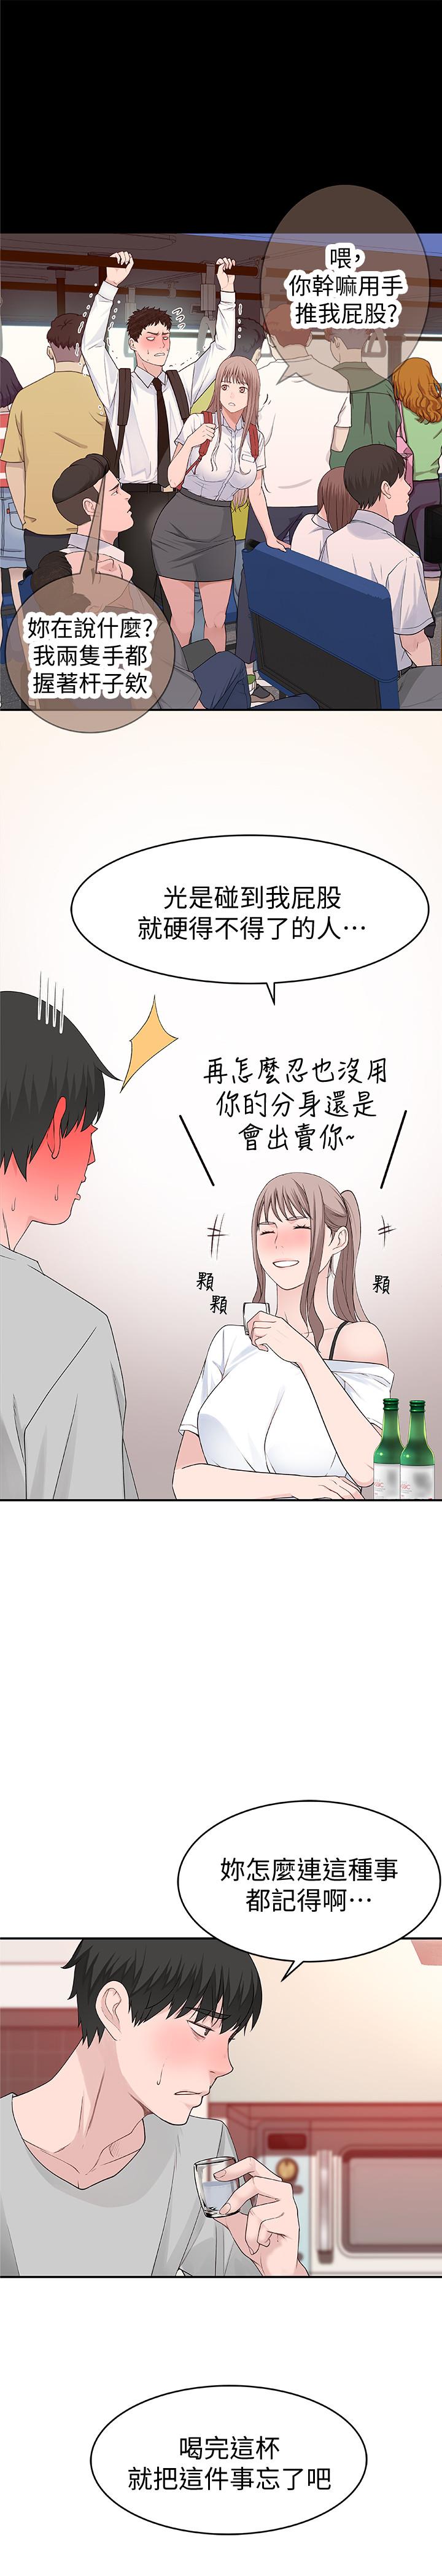 喂，
你幹嘛用手
推我屁股?
妳在說什麼?
我兩隻手都
握著杆子欸
光是碰到我屁股
就硬得不得了的人…
再怎麼忍也沒用
你的分身還是
會出賣你~
顆
顆
顆
妳怎麼連這種事
都記得啊…
喝完這杯
就把這件事忘了吧